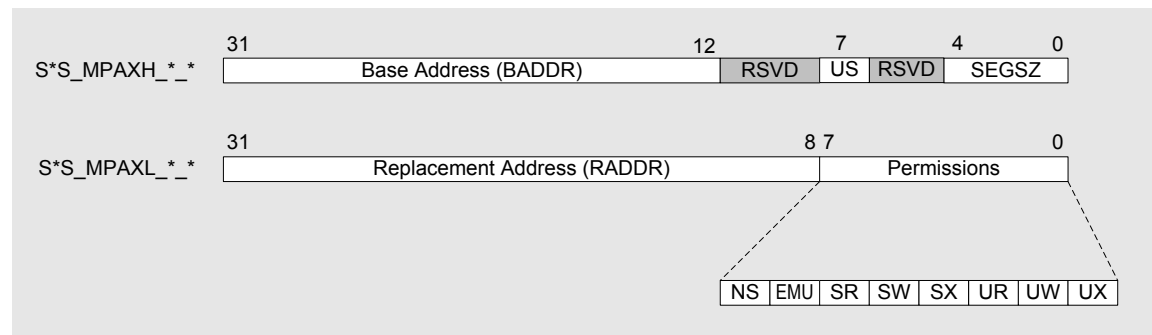 31 12 7 4 0
S*S_MPAXH_*_* Base Address (BADDR) RSVD US RSVD SEGSZ
31 8 7 0
S*S_MPAXL_*_* Replacement Address (RADDR) Permissions
NS EMU SR SW SX UR UW UX